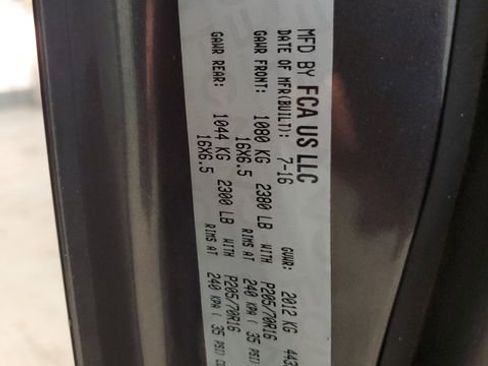 MFD BY FCA US LLC
DATE OF MFR(BUILT): 7-16 GVWR: 2012 KG 443
GAWR FRONT: 1080 KG 2380 LB WITH P205/70R16
16X6.5 RIMS AT 240 KPA ( 35 PSI)
GAWR REAR: 1044 KG 2300 LB WITH P205/70R16
16X6.5 RIMS AT 240 KPA ( 35 PSI)